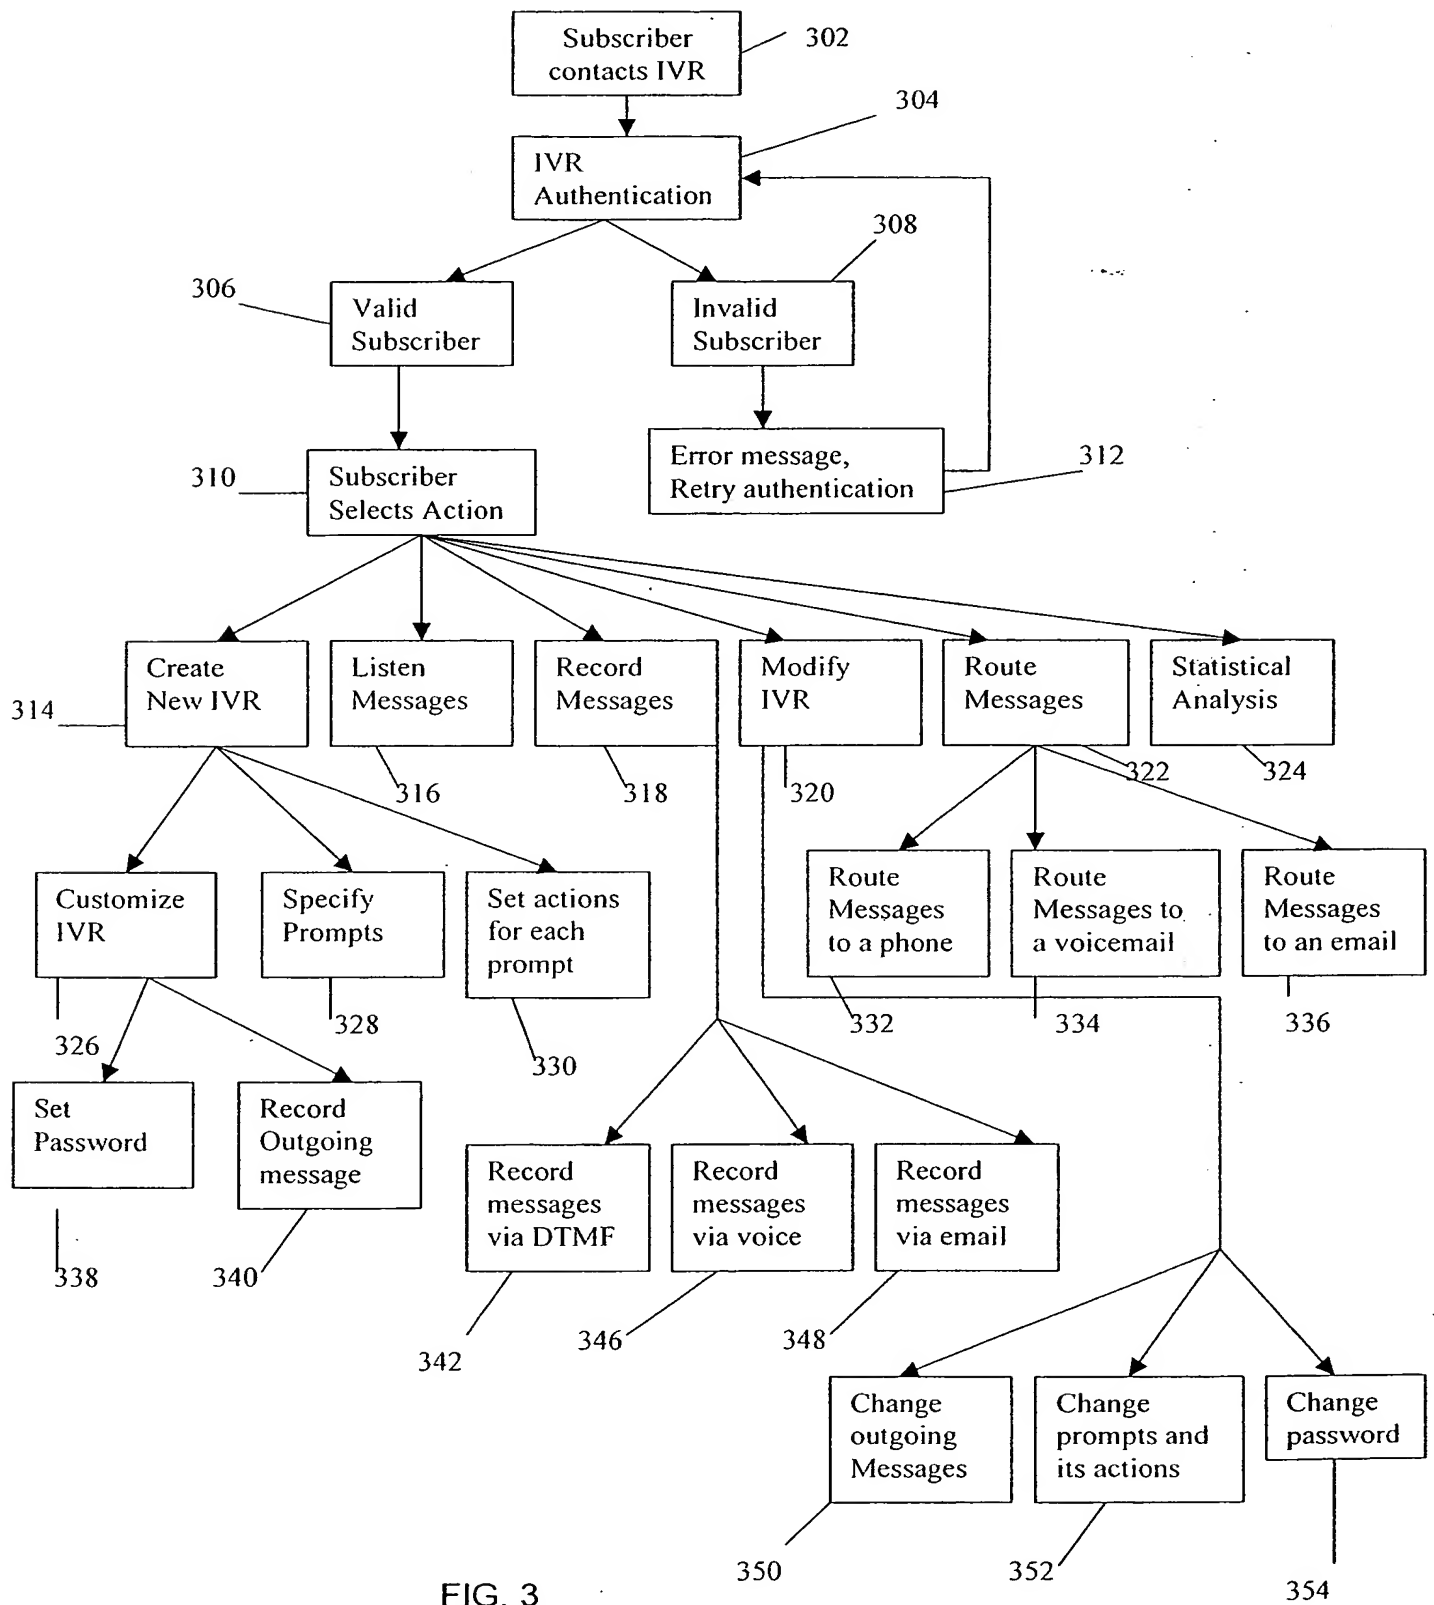 Subscriber
contacts IVR
302
304
IVR
Authentication
308
306
Valid
Subscriber
Invalid
Subscriber
310
Subscriber
Selects Action
Error message,
Retry authentication
312
Create
New IVR
Listen
Messages
Record
Messages
Modify
IVR
Route
Messages
Statistical
Analysis
314
316
318
320
322
324
Customize
IVR
Specify
Prompts
Set actions
for each
prompt
Route
Messages
to a phone
Route
Messages to
a voicemail
Route
Messages
to an email
326
328
330
332
334
336
Set
Password
Record
Outgoing
message
Record
messages
via DTMF
Record
messages
via voice
Record
messages
via email
338
340
342
346
348
Change
outgoing
Messages
Change
prompts and
its actions
Change
password
350
352
354
FIG. 3